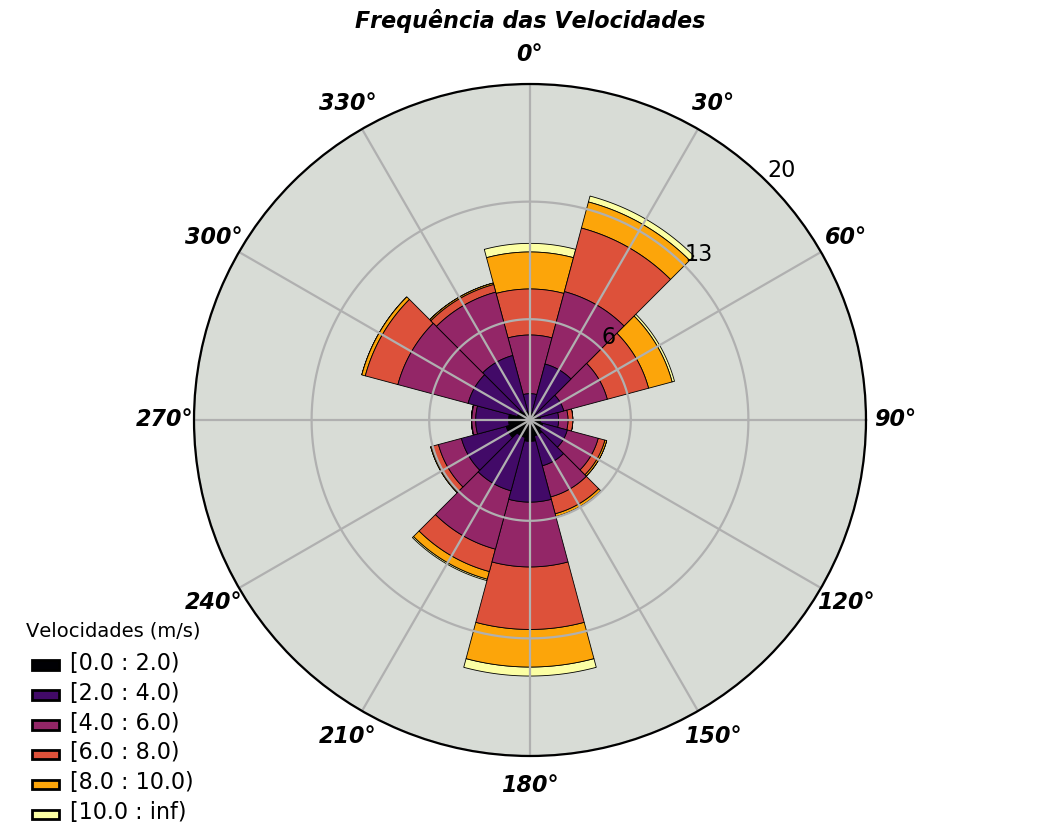 Frequência das Velocidades
0°
330°
30°
20
300°
60°
13
6
270°
90°
240°
120°
210°
150°
180°
Velocidades (m/s)
[0.0 : 2.0)
[2.0 : 4.0)
[4.0 : 6.0)
[6.0 : 8.0)
[8.0 : 10.0)
[10.0 : inf)